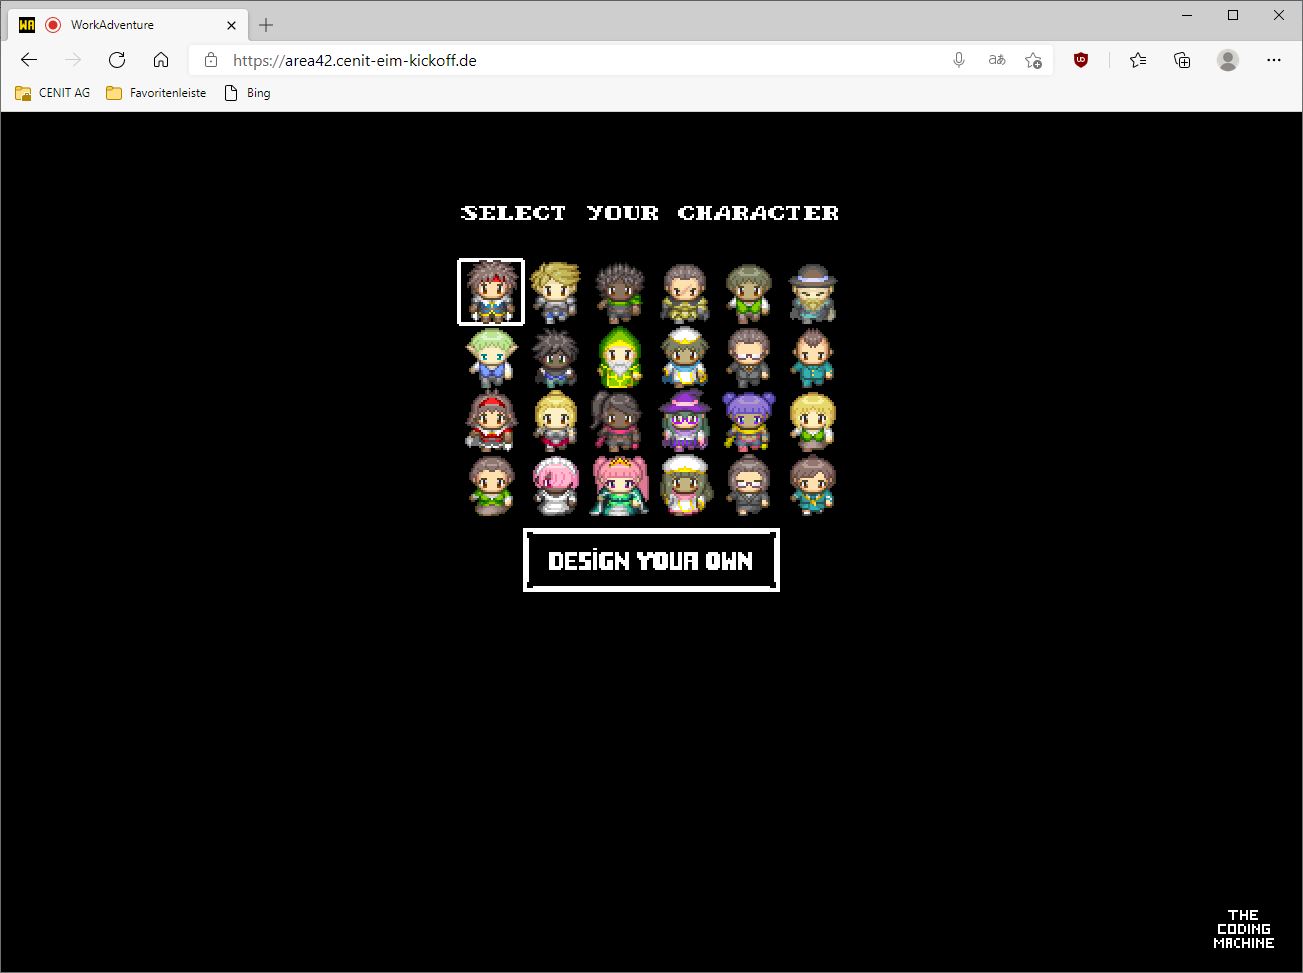 WA WorkAdventure
https://area42.cenit-eim-kickoff.de
CENIT AG Favoritenleiste Bing
SELECT YOUR CHARACTER
DESIGN YOUR OWN
THE
CODING
MACHINE